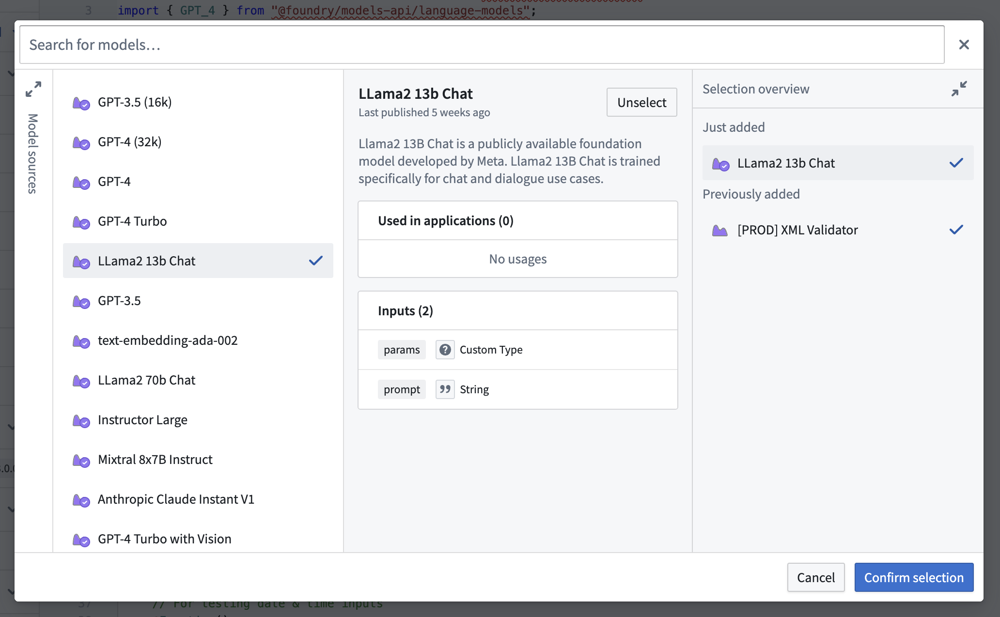 3 import { GPT_4 } from "@foundry/models-api/language-models";
Search for models…
Model sources
GPT-3.5 (16k)
GPT-4 (32k)
GPT-4
GPT-4 Turbo
LLama2 13b Chat
GPT-3.5
text-embedding-ada-002
LLama2 70b Chat
Instructor Large
Mixtral 8x7B Instruct
Anthropic Claude Instant V1
GPT-4 Turbo with Vision
LLama2 13b Chat
Last published 5 weeks ago
Unselect
Llama2 13B Chat is a publicly available foundation
model developed by Meta. Llama2 13B Chat is trained
specifically for chat and dialogue use cases.
Used in applications (0)
No usages
Inputs (2)
params Custom Type
prompt String
Selection overview
Just added
LLama2 13b Chat
Previously added
[PROD] XML Validator
Cancel
Confirm selection
37 // For testing date & time inputs